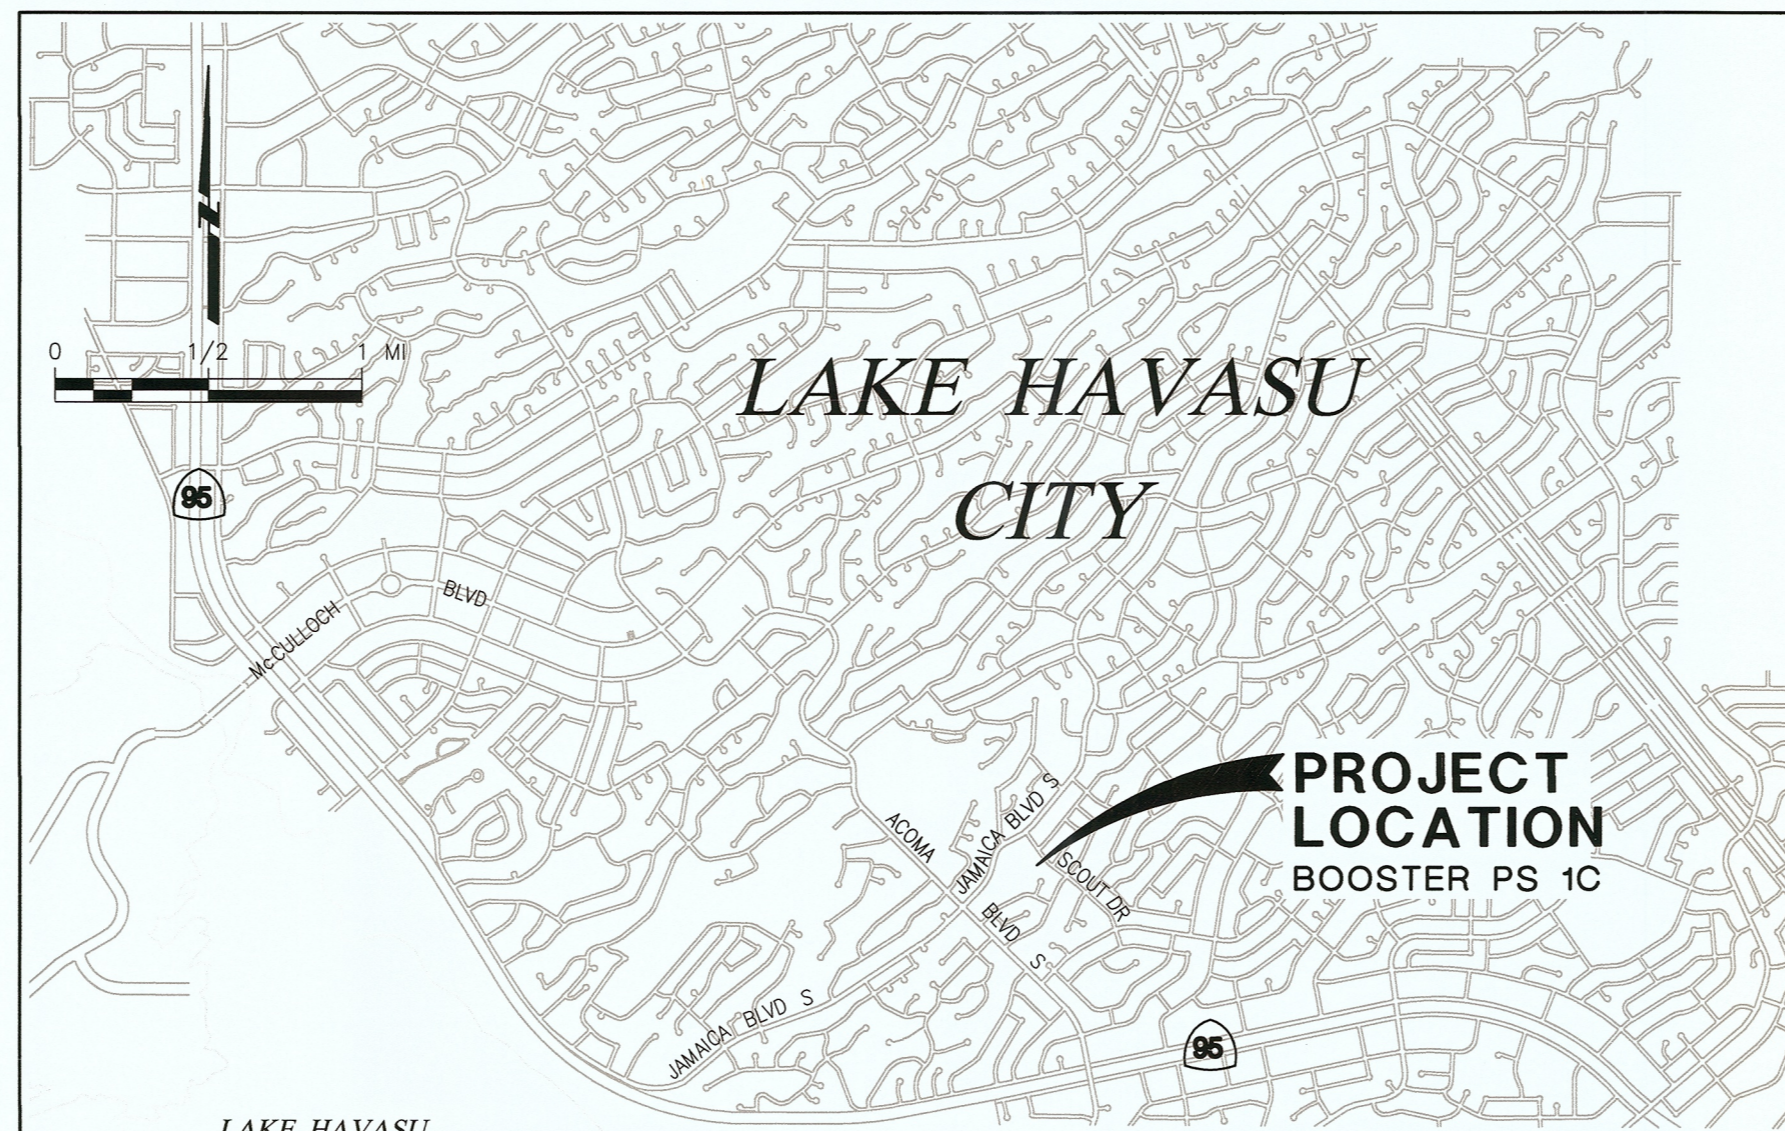 N
0 1/2 1 MI
LAKE HAVASU
CITY
95
McCULLOCH
BLVD
PROJECT
LOCATION
BOOSTER PS 1C
ACOMA
JAMAICA BLVD S
SCOUT DR
BLVD S
JAMAICA BLVD S
95
LAKE HAVASU